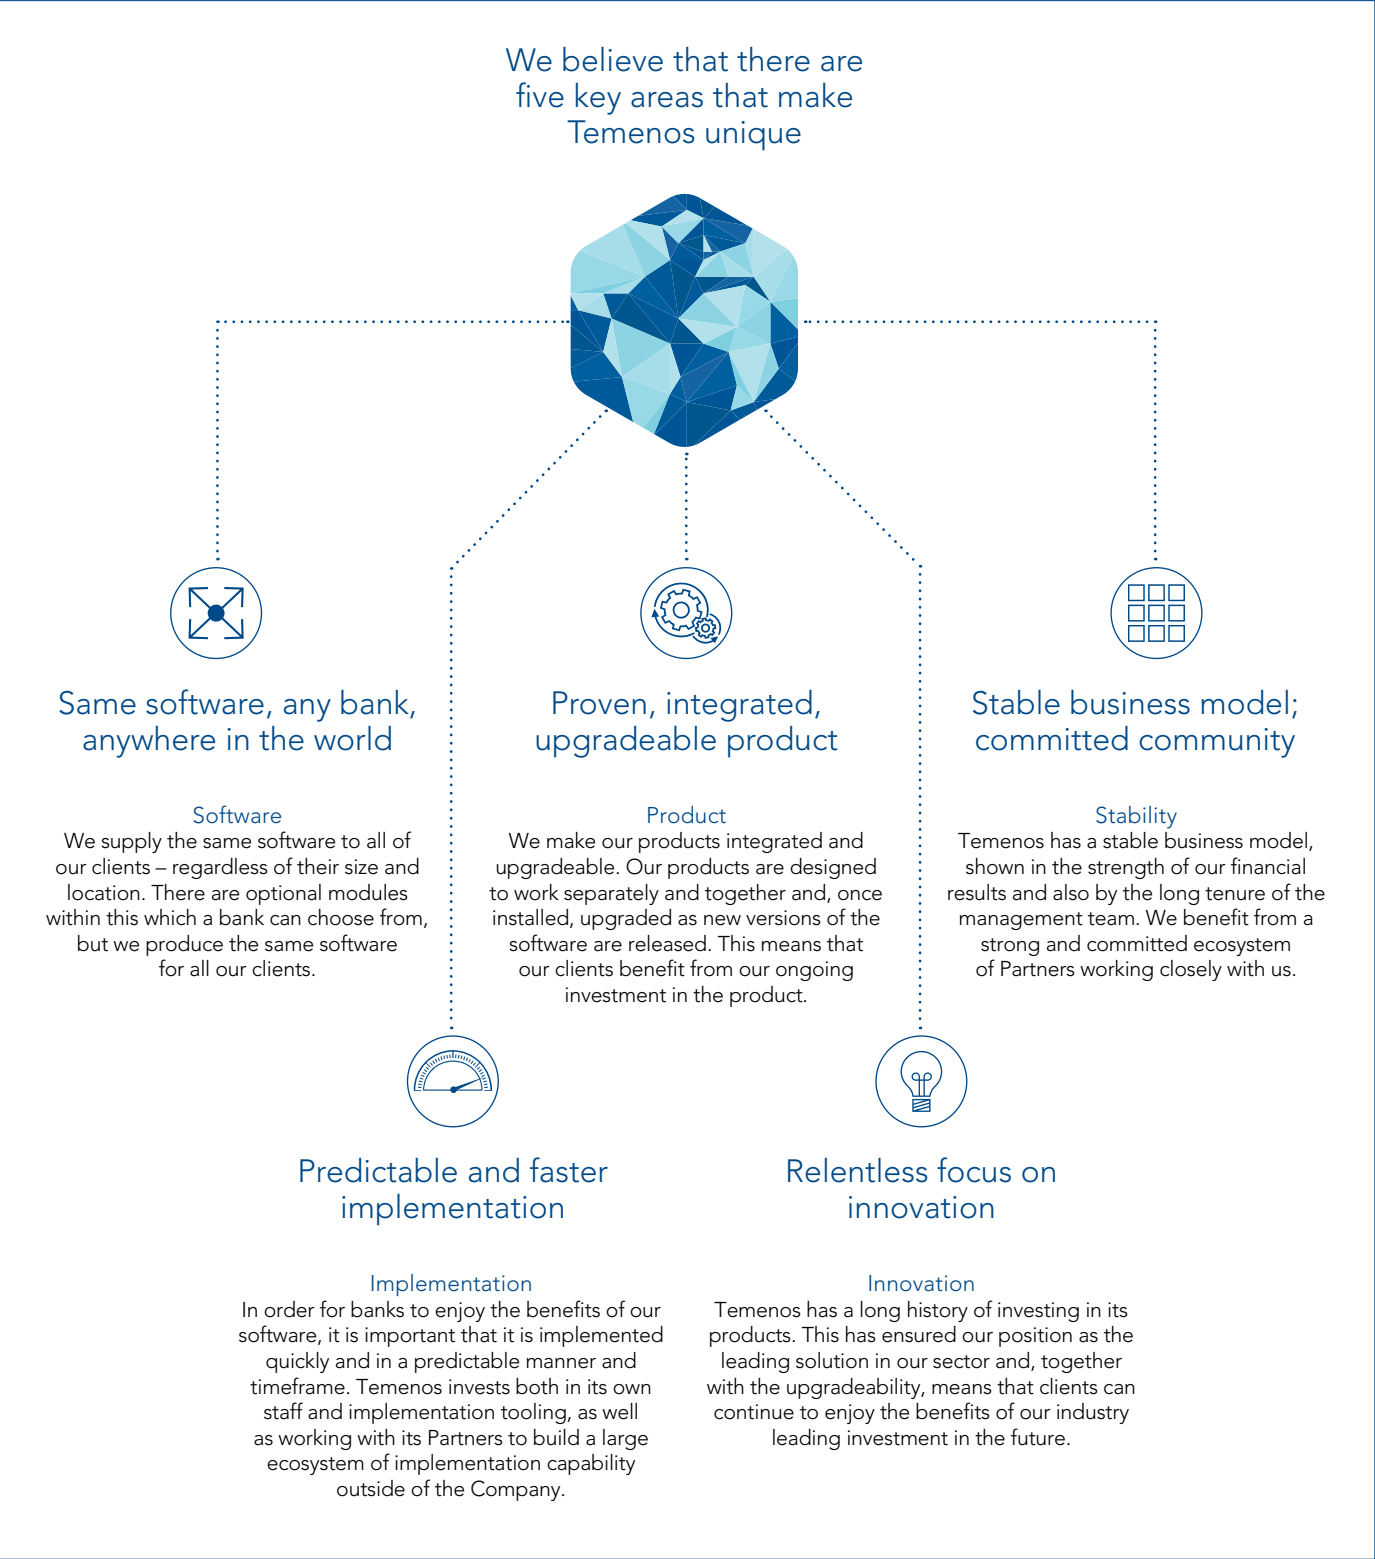 We believe that there are
five key areas that make
Temenos unique
Same software, any bank,
anywhere in the world
Software
We supply the same software to all of
our clients – regardless of their size and
location. There are optional modules
within this which a bank can choose from,
but we produce the same software
for all our clients.
Proven, integrated,
upgradeable product
Product
We make our products integrated and
upgradeable. Our products are designed
to work separately and together and, once
installed, upgraded as new versions of the
software are released. This means that
our clients benefit from our ongoing
investment in the product.
Stable business model;
committed community
Stability
Temenos has a stable business model,
shown in the strength of our financial
results and also by the long tenure of the
management team. We benefit from a
strong and committed ecosystem
of Partners working closely with us.
Predictable and faster
implementation
Implementation
In order for banks to enjoy the benefits of our
software, it is important that it is implemented
quickly and in a predictable manner and
timeframe. Temenos invests both in its own
staff and implementation tooling, as well
as working with its Partners to build a large
ecosystem of implementation capability
outside of the Company.
Relentless focus on
innovation
Innovation
Temenos has a long history of investing in its
products. This has ensured our position as the
leading solution in our sector and, together
with the upgradeability, means that clients can
continue to enjoy the benefits of our industry
leading investment in the future.